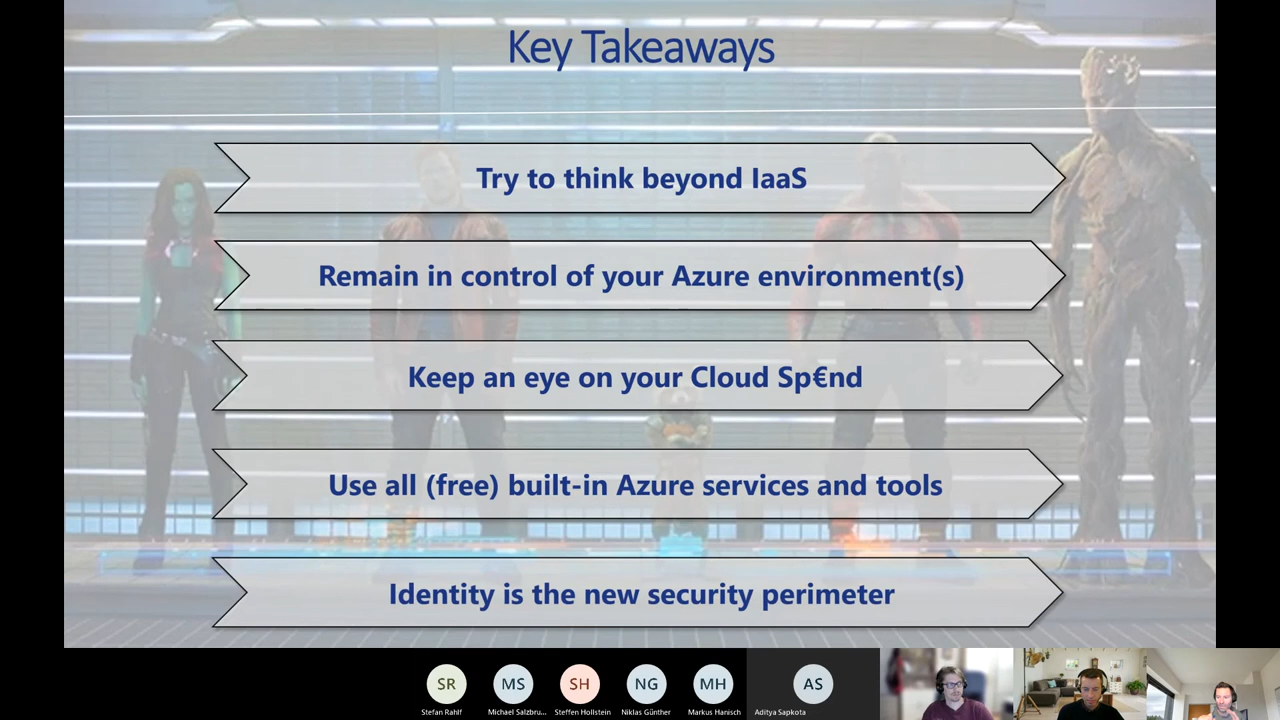 Key Takeaways
Try to think beyond IaaS
Remain in control of your Azure environment(s)
Keep an eye on your Cloud Sp€nd
Use all (free) built-in Azure services and tools
Identity is the new security perimeter
SR
MS
SH
NG
MH
AS
Stefan Rahlf
Michael Salzbru...
Steffen Hollstein
Niklas Günther
Markus Hanisch
Aditya Sapkota